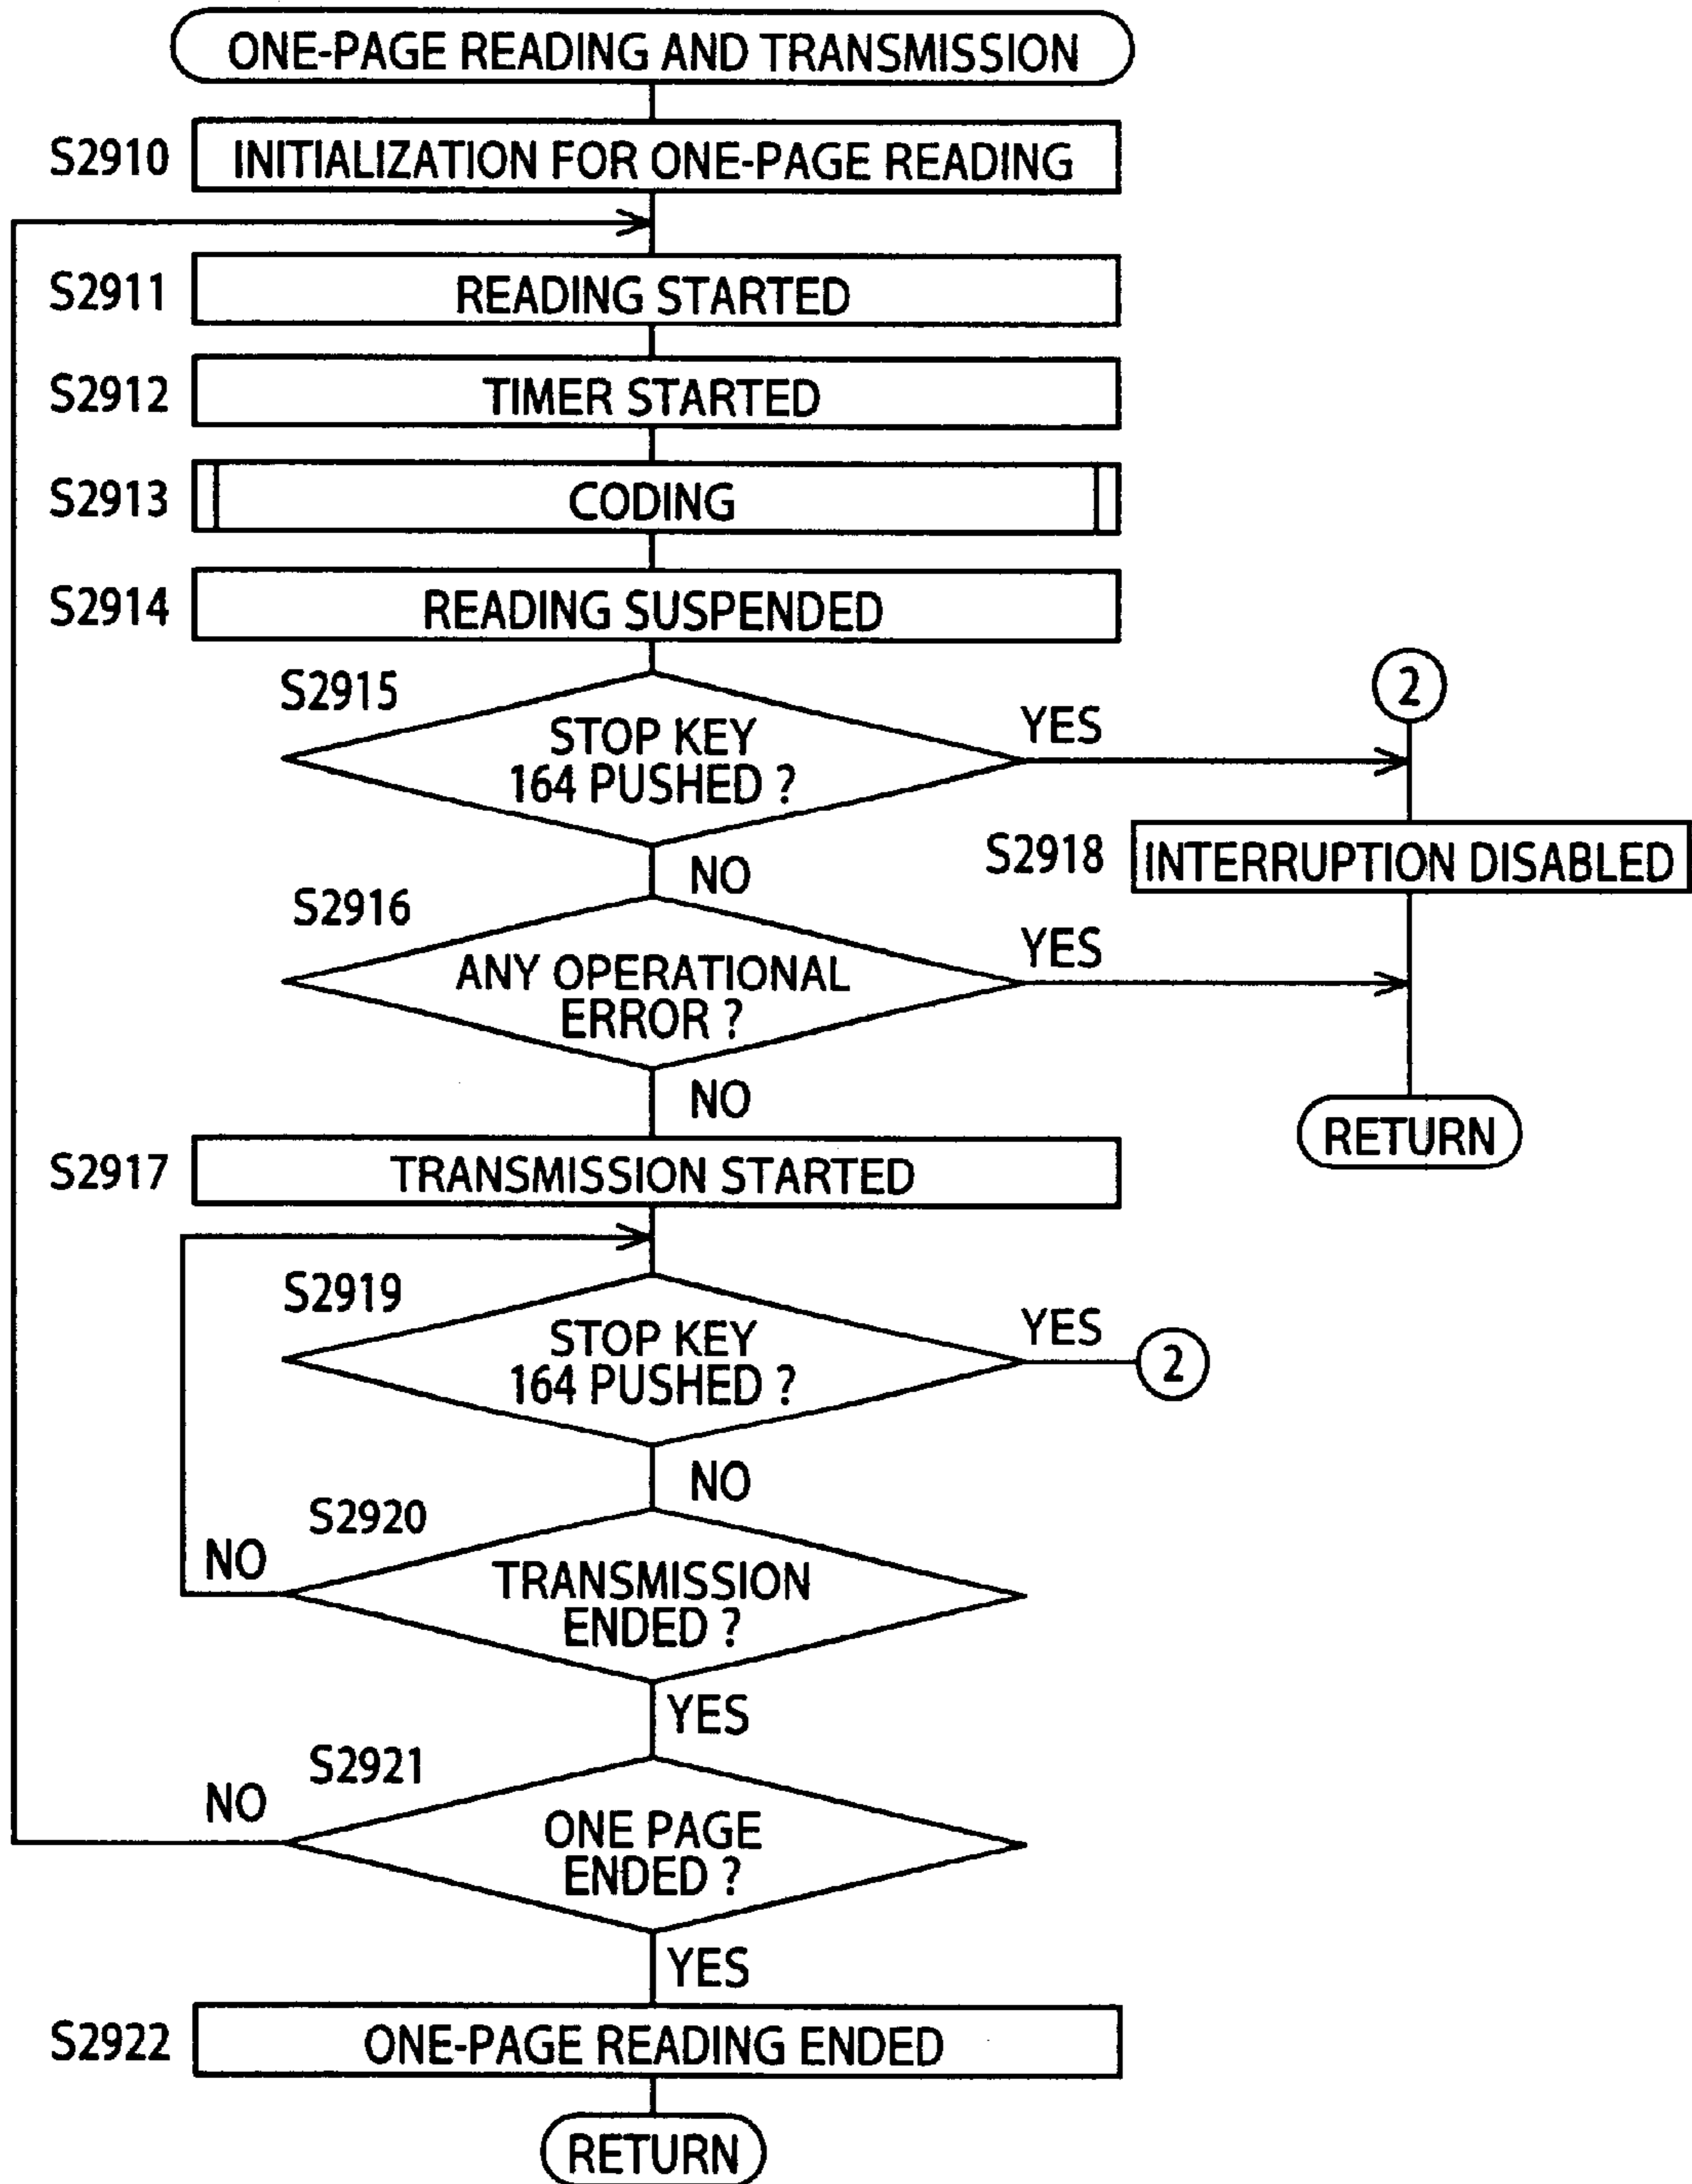 ONE-PAGE READING AND TRANSMISSION
S2910 INITIALIZATION FOR ONE-PAGE READING
S2911 READING STARTED
S2912 TIMER STARTED
S2913 CODING
S2914 READING SUSPENDED
S2915
STOP KEY
164 PUSHED ?
YES
2
NO
S2918 INTERRUPTION DISABLED
S2916
ANY OPERATIONAL
ERROR ?
YES
NO
RETURN
S2917 TRANSMISSION STARTED
S2919
STOP KEY
164 PUSHED ?
YES
2
NO
S2920
NO
TRANSMISSION
ENDED ?
YES
S2921
NO
ONE PAGE
ENDED ?
YES
S2922 ONE-PAGE READING ENDED
RETURN